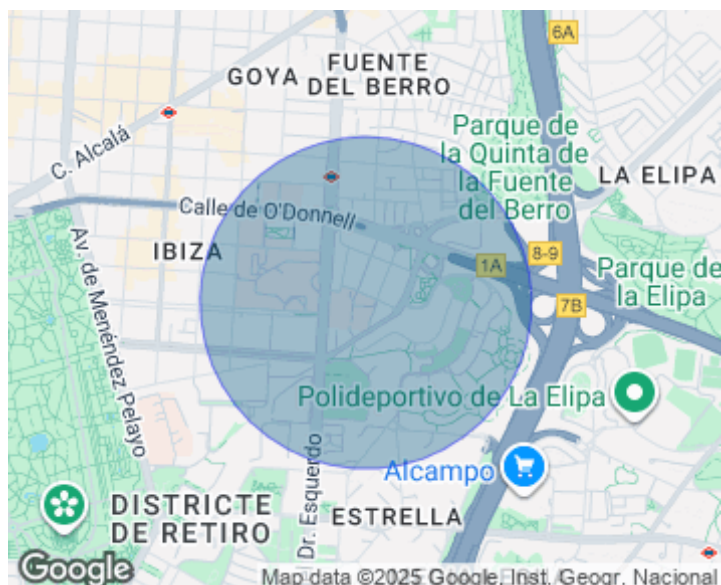 6A
FUENTE
DEL BERRO
GOYA
C. Alcalá
Parque de
la Quinta de
la Fuente
del Berro
LA ELIPA
Calle de O'Donnell
IBIZA
1A
8-9
7B
Parque de
la Elipa
Av. de Menéndez Pelayo
Polideportivo de La Elipa
Alcampo
Dr. Esquerdo
DISTRICTE
DE RETIRO
ESTRELLA
Google
Map data ©2025 Google, Inst. Geogr. Nacional